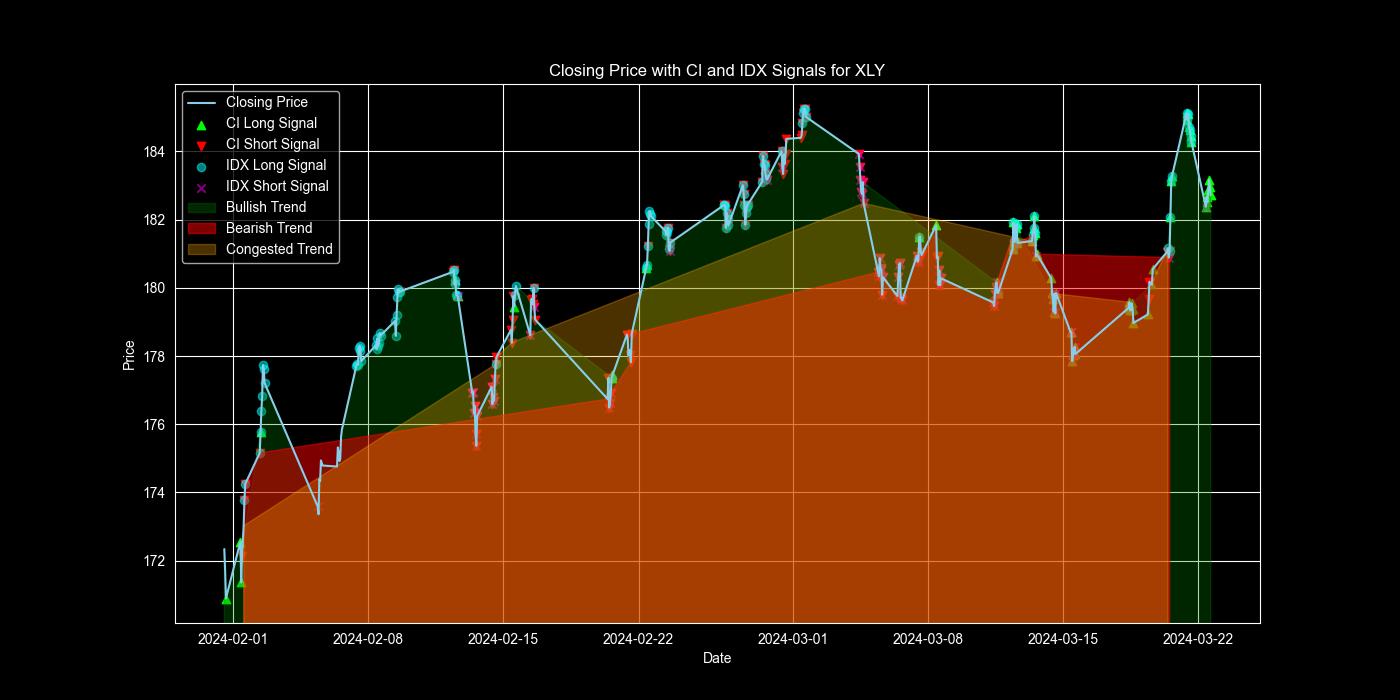 Closing Price with CI and IDX Signals for XLY
Closing Price
CI Long Signal
CI Short Signal
IDX Long Signal
IDX Short Signal
Bullish Trend
Bearish Trend
Congested Trend
184
182
180
178
176
174
172
Price
2024-02-01 2024-02-08 2024-02-15 2024-02-22 2024-03-01 2024-03-08 2024-03-15 2024-03-22
Date